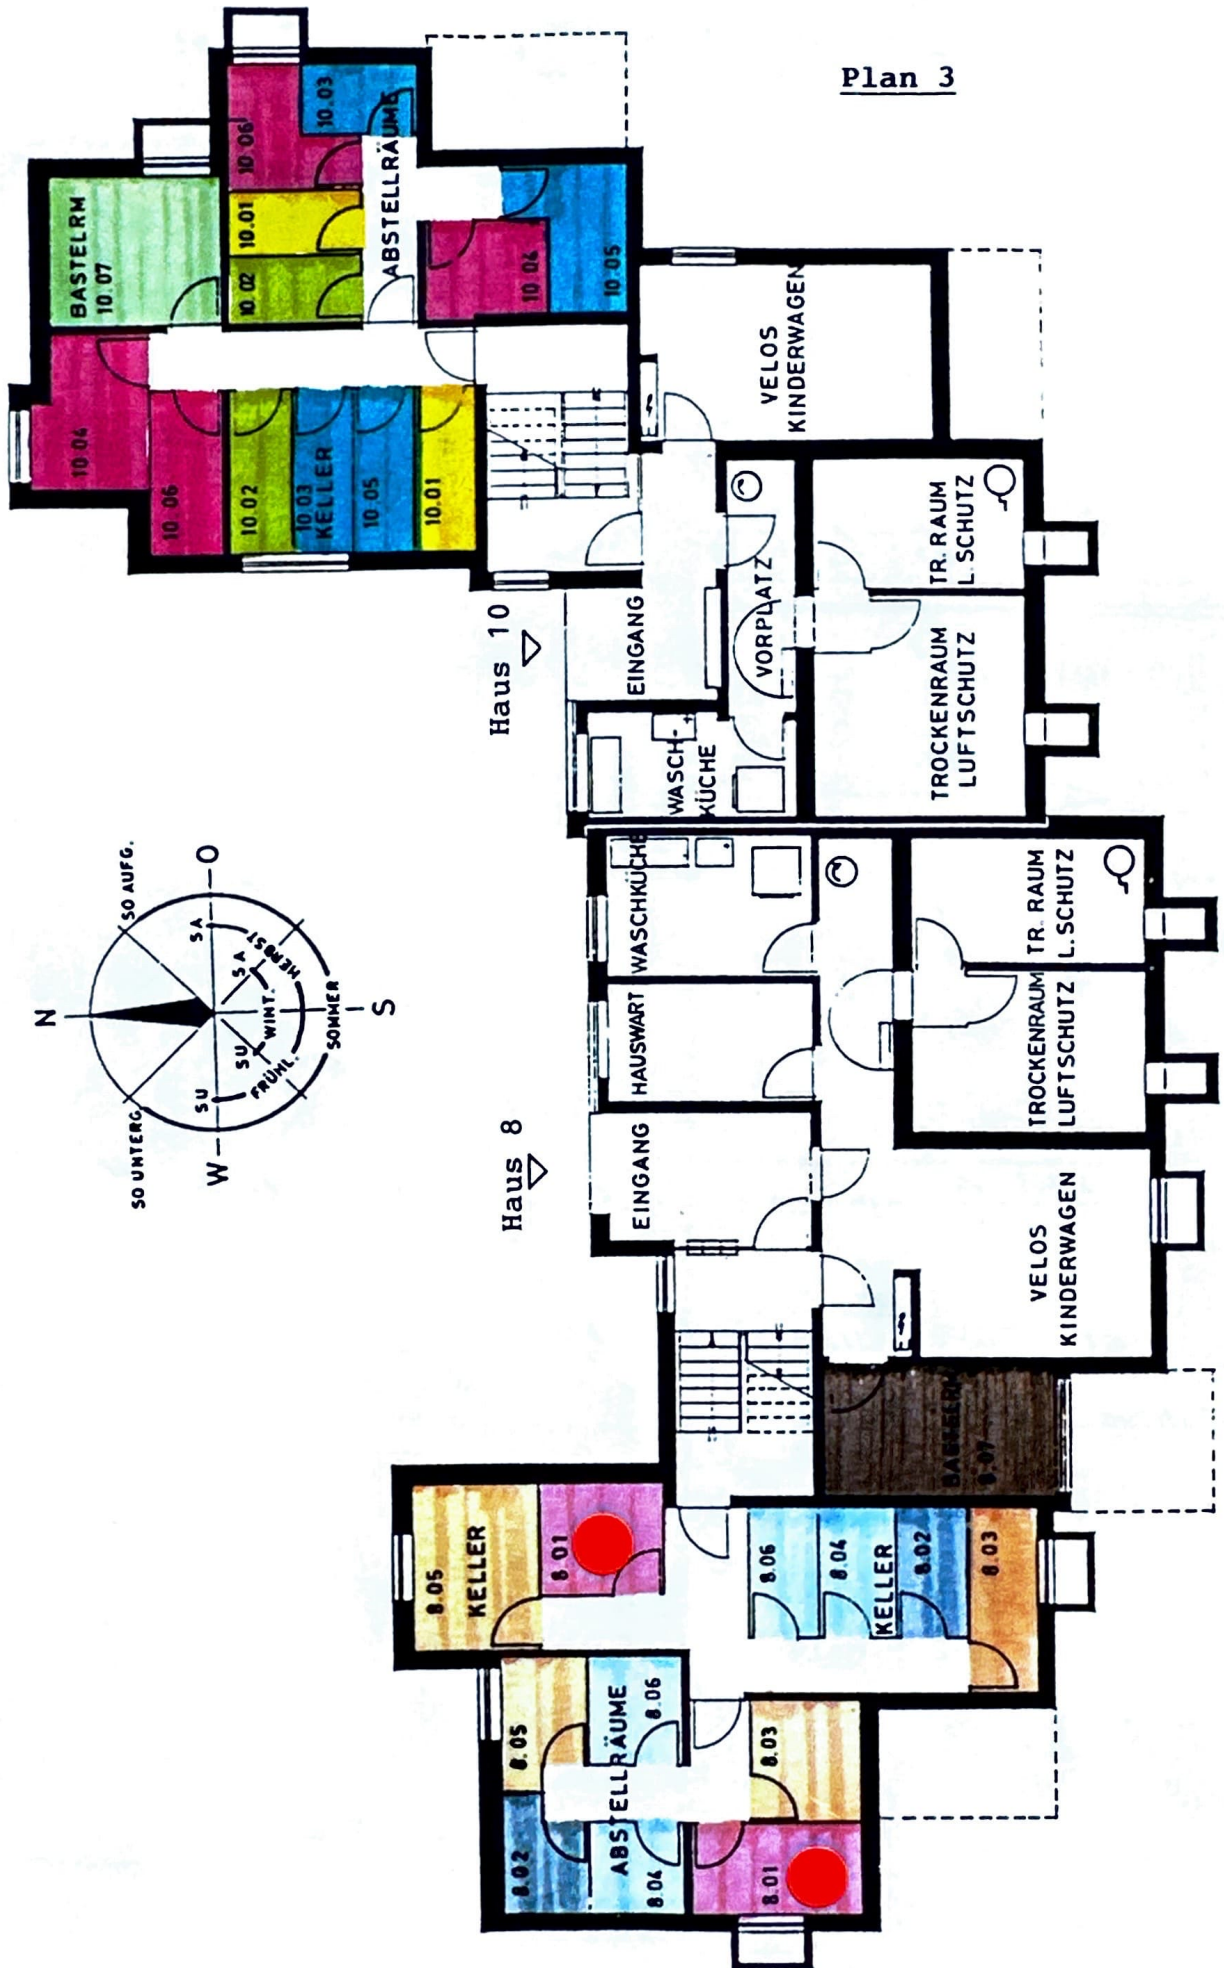 Plan 3
10.03
10.06
ABSTELLRÄUME
10.01
10.02
BASTELRM
10.07
10.04
10.05
10.04
10.06
10.02
10.03
KELLER
10.05
10.01
VELOS
KINDERWAGEN
Haus 10
EINGANG
VORPLATZ
TR. RAUM
L.SCHUTZ
TROCKENRAUM
LUFTSCHUTZ
WASCH-
KÜCHE
N
O
S
W
SO AUFG.
SO UNTERG.
SA
SA
SU
SU
HERBST
WINT.
FRÜHL.
SOMMER
WASCHKÜCHE
HAUSWART
TR. RAUM
L.SCHUTZ
TROCKENRAUM
LUFTSCHUTZ
Haus 8
EINGANG
VELOS
KINDERWAGEN
BASTELRM
8.07
8.05
KELLER
8.01
8.06
8.04
KELLER
8.02
8.03
8.05
8.06
ABSTELLRÄUME
8.03
8.02
8.04
8.01